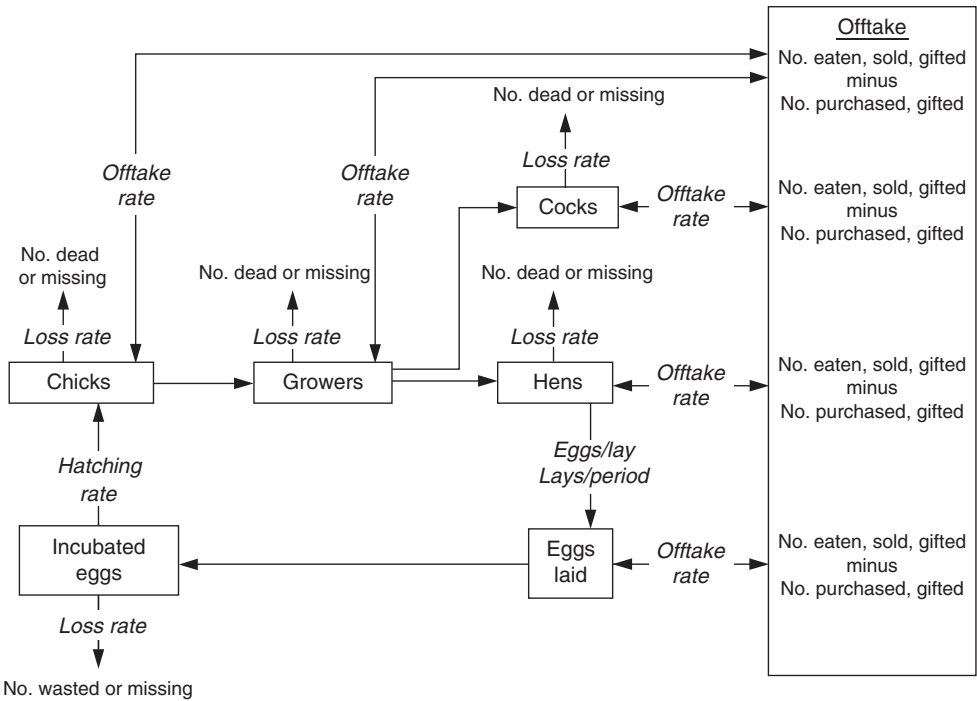 Offtake
No. eaten, sold, gifted
minus
No. purchased, gifted
No. dead or missing
Loss rate
Cocks
Offtake
rate
Offtake
rate
Offtake
rate
No. eaten, sold, gifted
minus
No. purchased, gifted
No. dead
or missing
Loss rate
Chicks
No. dead or missing
Loss rate
Growers
No. dead or missing
Loss rate
Hens
Offtake
rate
No. eaten, sold, gifted
minus
No. purchased, gifted
Hatching
rate
Eggs/lay
Lays/period
Incubated
eggs
Eggs
laid
Offtake
rate
No. eaten, sold, gifted
minus
No. purchased, gifted
Loss rate
No. wasted or missing